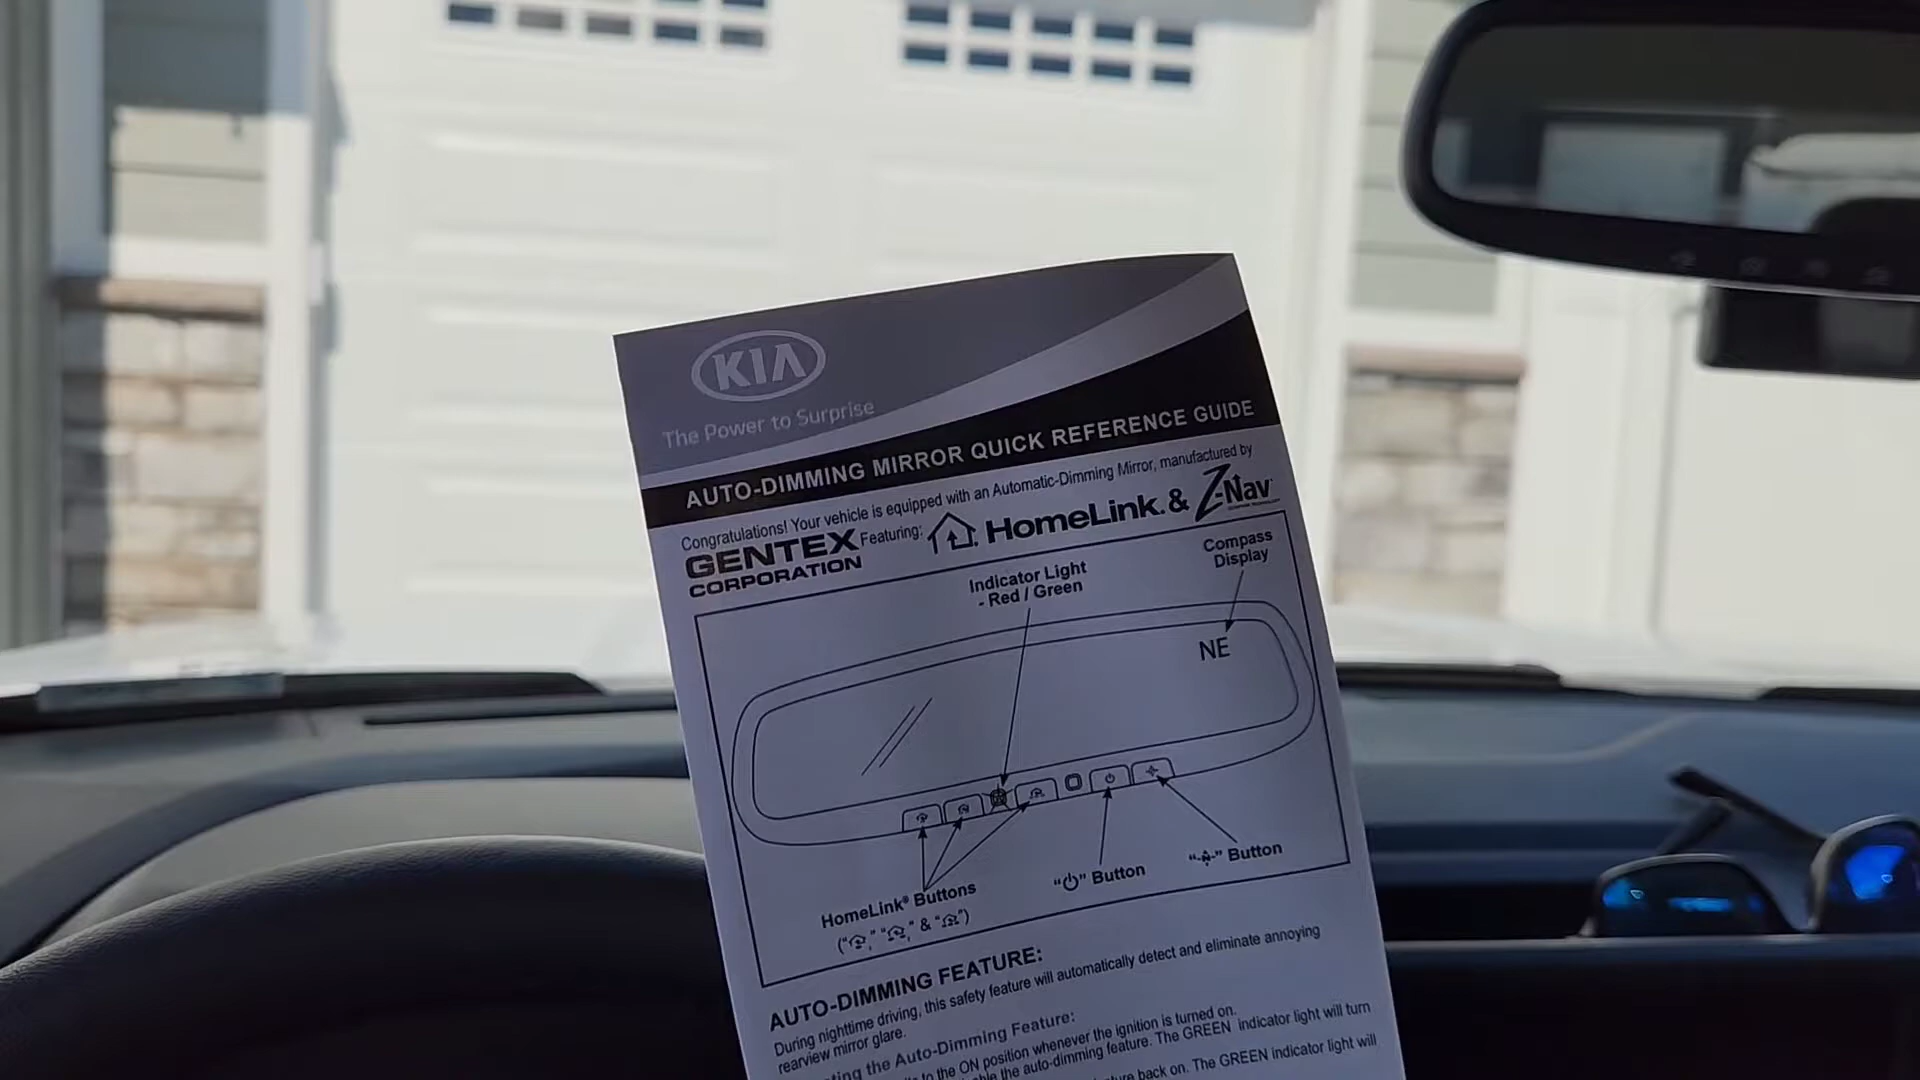 KIA
The Power to Surprise
AUTO-DIMMING MIRROR QUICK REFERENCE GUIDE
Congratulations! Your vehicle is equipped with an Automatic-Dimming Mirror, manufactured by
GENTEX CORPORATION Featuring: HomeLink. & Z-Nav
Compass
Display
Indicator Light
- Red / Green
NE
HomeLink® Buttons
(“ ,” “ ,” & “ ”)
“⏻” Button
“-N-” Button
AUTO-DIMMING FEATURE:
During nighttime driving, this safety feature will automatically detect and eliminate annoying
rearview mirror glare.
the Auto-Dimming Feature:
to the ON position whenever the ignition is turned on.
the auto-dimming feature. The GREEN indicator light will turn
back on. The GREEN indicator light will